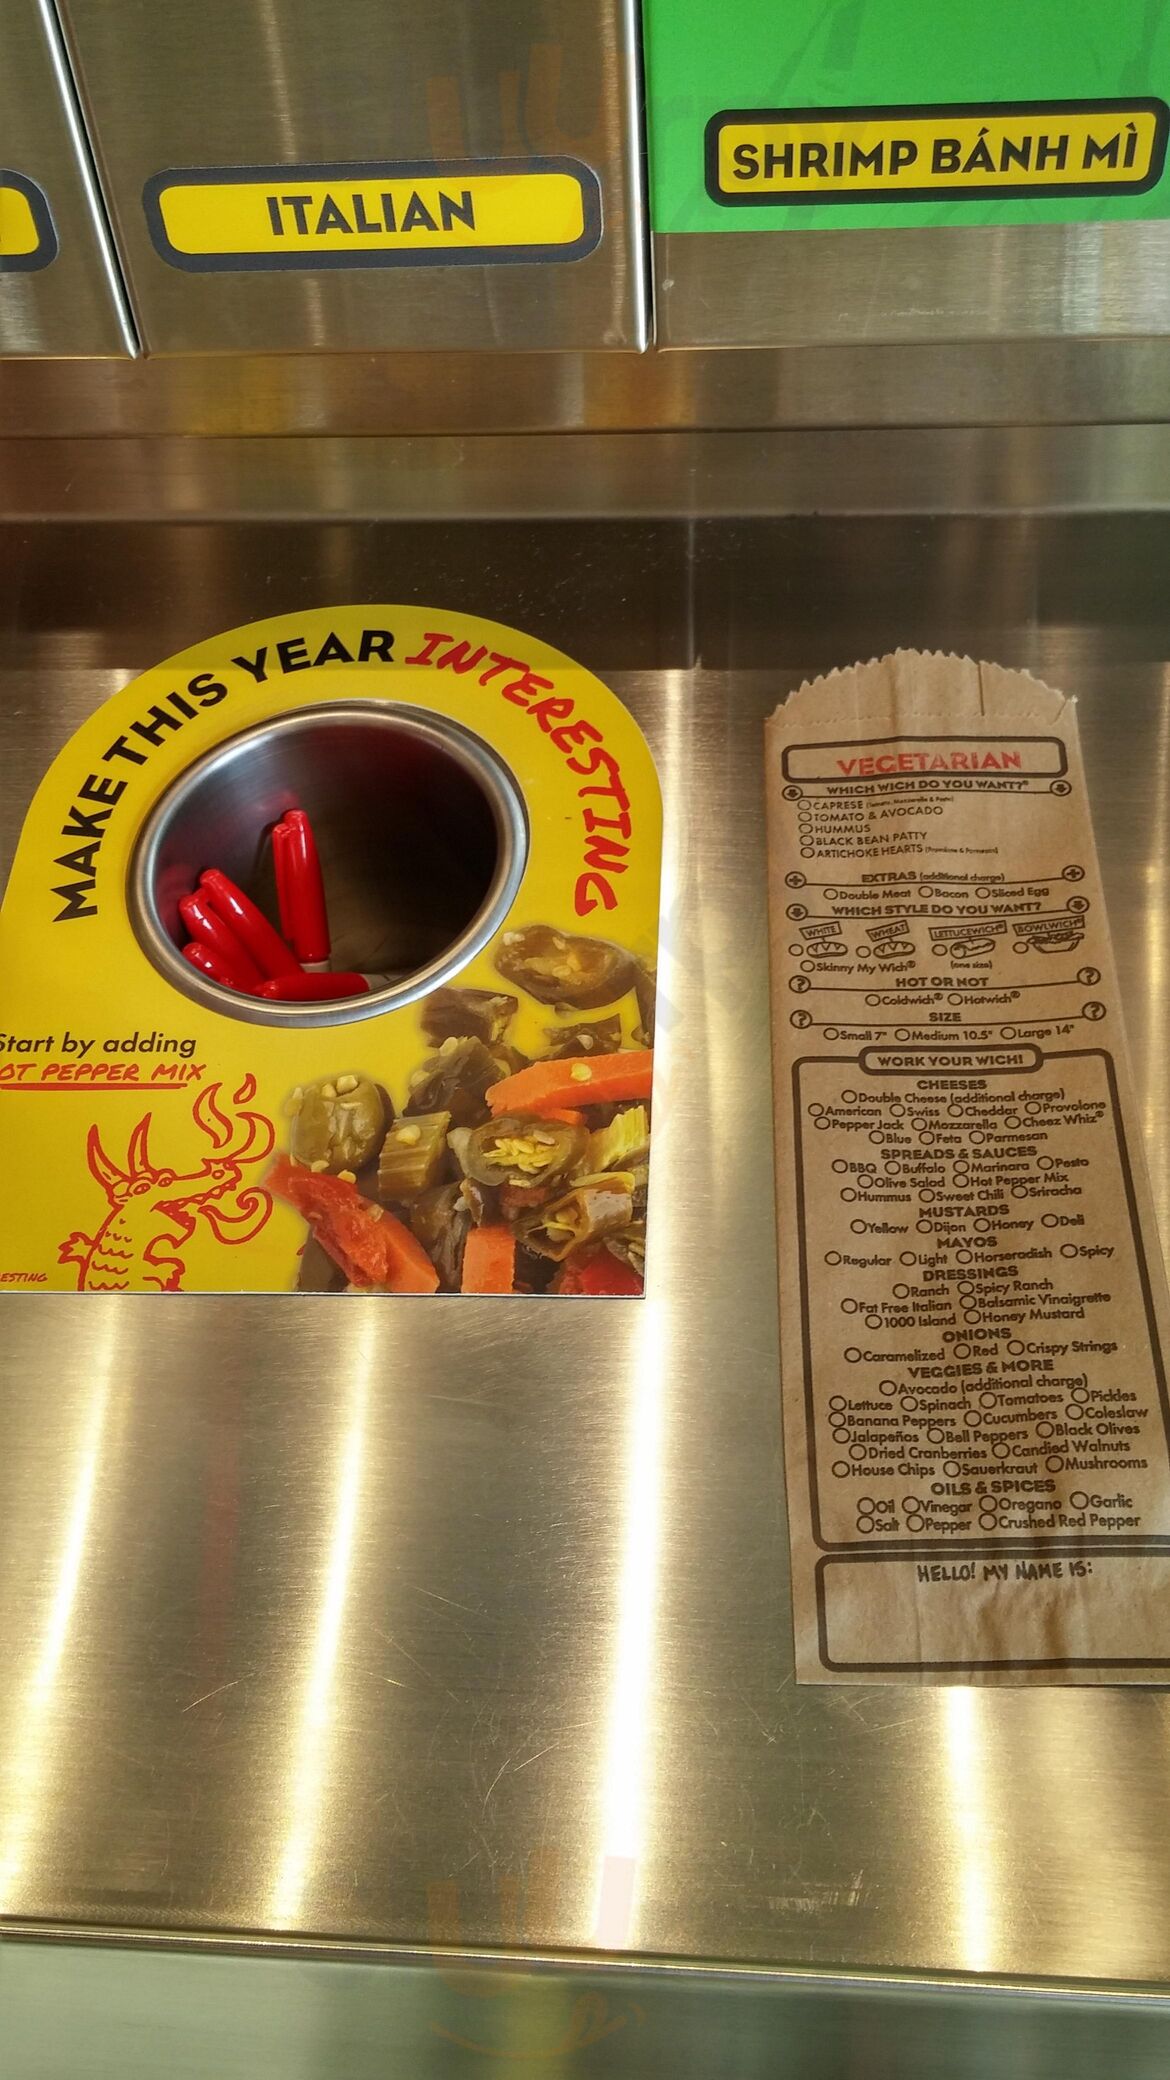 ITALIAN
SHRIMP BÁNH MÌ
MAKE THIS YEAR INTERESTING
Start by adding
OT PEPPER MIX
ESTING
VEGETARIAN
WHICH WICH DO YOU WANT?®
CAPRESE (Tomato, Mozzarella & Pesto)
TOMATO & AVOCADO
HUMMUS
BLACK BEAN PATTY
ARTICHOKE HEARTS (Provolone & Parmesan)
EXTRAS (additional charge)
Double Meat Bacon Sliced Egg
WHICH STYLE DO YOU WANT?
WHITE WHEAT LETTUCEWICH® BOWLWICH®
Skinny My Wich® (one size)
HOT OR NOT
Coldwich® Hotwich®
SIZE
Small 7" Medium 10.5" Large 14"
WORK YOUR WICH!
CHEESES
Double Cheese (additional charge)
American Swiss Cheddar Provolone
Pepper Jack Mozzarella Cheez Whiz®
Blue Feta Parmesan
SPREADS & SAUCES
BBQ Buffalo Marinara Pesto
Olive Salad Hot Pepper Mix
Hummus Sweet Chili Sriracha
MUSTARDS
Yellow Dijon Honey Deli
MAYOS
Regular Light Horseradish Spicy
DRESSINGS
Ranch Spicy Ranch
Fat Free Italian Balsamic Vinaigrette
1000 Island Honey Mustard
ONIONS
Caramelized Red Crispy Strings
VEGGIES & MORE
Avocado (additional charge)
Lettuce Spinach Tomatoes Pickles
Banana Peppers Cucumbers Coleslaw
Jalapeños Bell Peppers Black Olives
Dried Cranberries Candied Walnuts
House Chips Sauerkraut Mushrooms
OILS & SPICES
Oil Vinegar Oregano Garlic
Salt Pepper Crushed Red Pepper
HELLO! MY NAME IS: